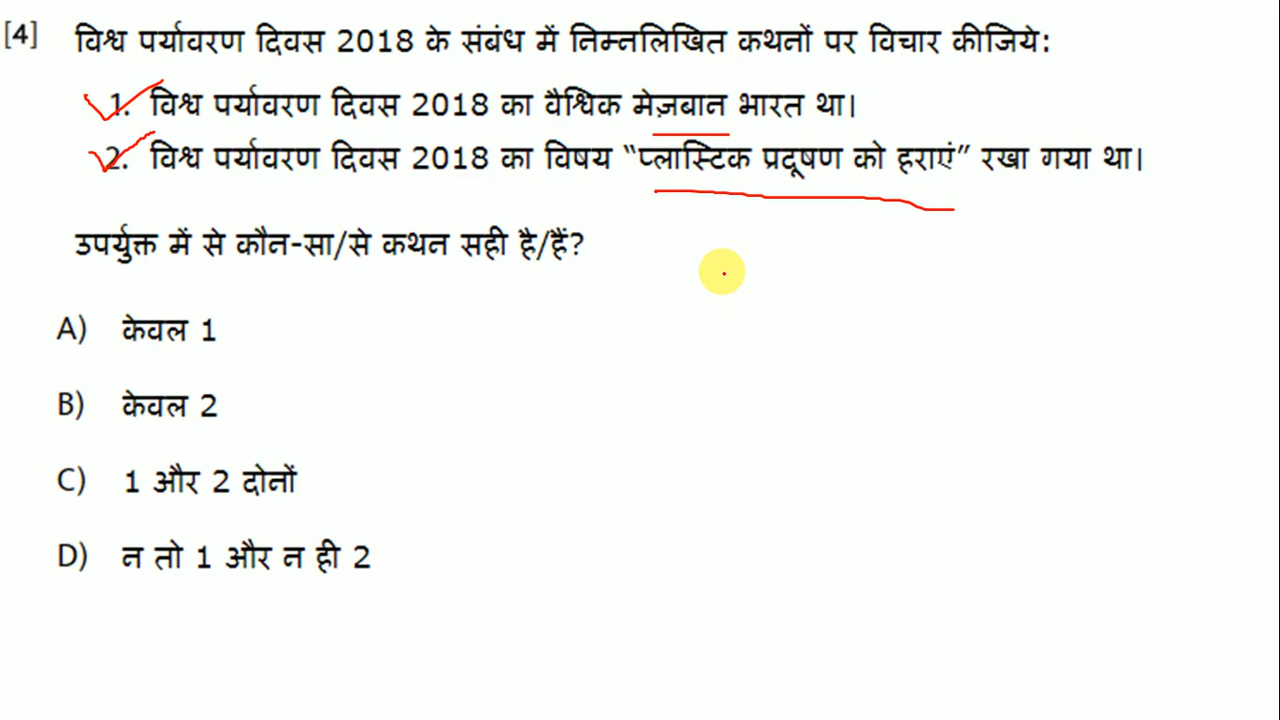 [4] विश्व पर्यावरण दिवस 2018 के संबंध में निम्नलिखित कथनों पर विचार कीजिये:
1. विश्व पर्यावरण दिवस 2018 का वैश्विक मेज़बान भारत था।
2. विश्व पर्यावरण दिवस 2018 का विषय “प्लास्टिक प्रदूषण को हराएं” रखा गया था।
उपर्युक्त में से कौन-सा/से कथन सही है/हैं?
A) केवल 1
B) केवल 2
C) 1 और 2 दोनों
D) न तो 1 और न ही 2